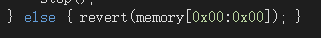 } else { revert(memory[0x00:0x00]); }